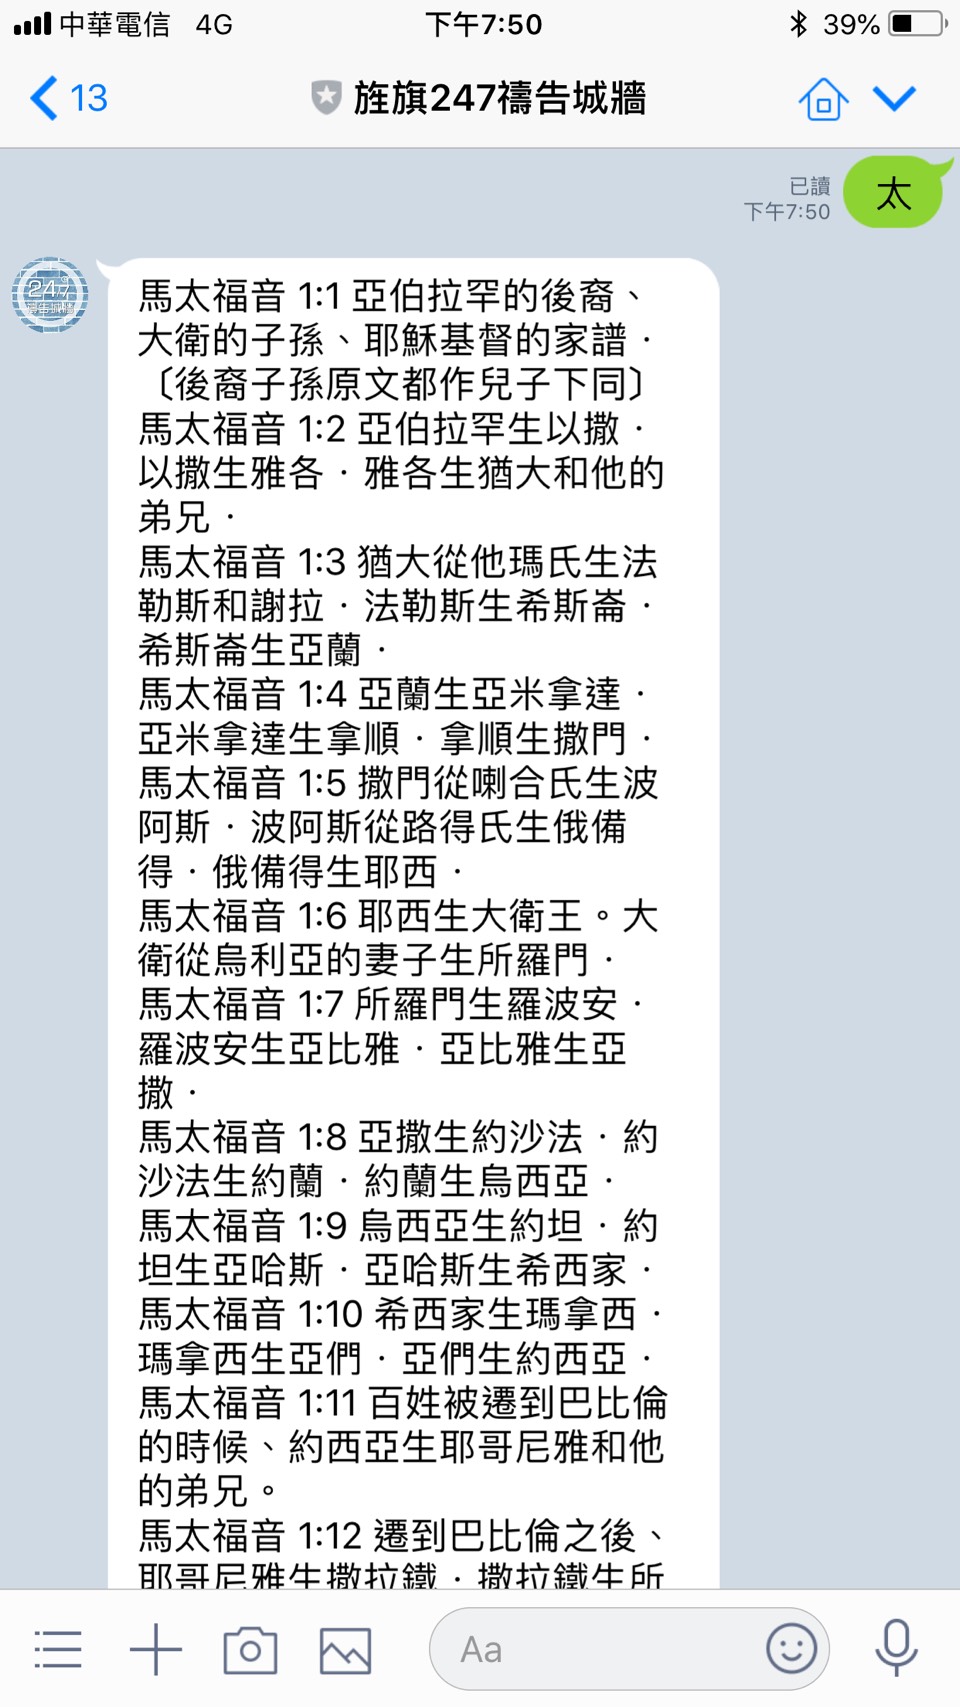 中華電信 4G 下午7:50 39%
13 旌旗247禱告城牆
已讀
下午7:50 太
247
禱告城牆
馬太福音 1:1 亞伯拉罕的後裔、
大衛的子孫、耶穌基督的家譜．
〔後裔子孫原文都作兒子下同〕
馬太福音 1:2 亞伯拉罕生以撒．
以撒生雅各．雅各生猶大和他的
弟兄．
馬太福音 1:3 猶大從他瑪氏生法
勒斯和謝拉．法勒斯生希斯崙．
希斯崙生亞蘭．
馬太福音 1:4 亞蘭生亞米拿達．
亞米拿達生拿順．拿順生撒門．
馬太福音 1:5 撒門從喇合氏生波
阿斯．波阿斯從路得氏生俄備
得．俄備得生耶西．
馬太福音 1:6 耶西生大衛王。大
衛從烏利亞的妻子生所羅門．
馬太福音 1:7 所羅門生羅波安．
羅波安生亞比雅．亞比雅生亞
撒．
馬太福音 1:8 亞撒生約沙法．約
沙法生約蘭．約蘭生烏西亞．
馬太福音 1:9 烏西亞生約坦．約
坦生亞哈斯．亞哈斯生希西家．
馬太福音 1:10 希西家生瑪拿西．
瑪拿西生亞們．亞們生約西亞．
馬太福音 1:11 百姓被遷到巴比倫
的時候、約西亞生耶哥尼雅和他
的弟兄。
馬太福音 1:12 遷到巴比倫之後、
耶哥尼雅生撒拉鐵．撒拉鐵生所
Aa